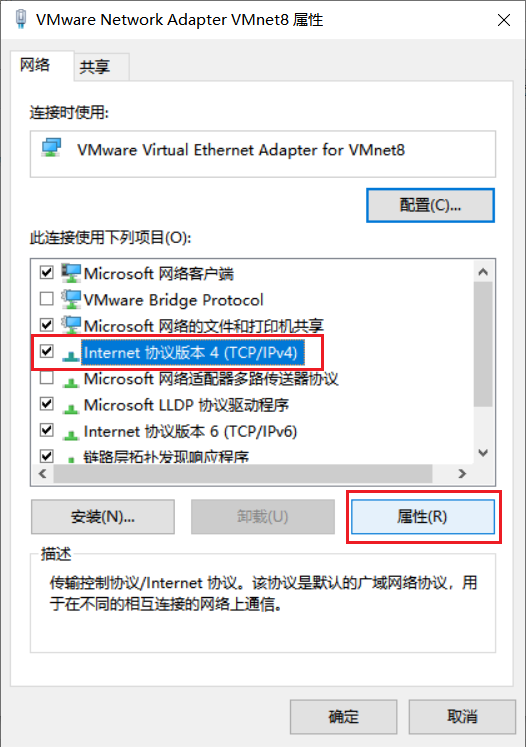 VMware Network Adapter VMnet8 属性
网络
共享
连接时使用:
VMware Virtual Ethernet Adapter for VMnet8
配置(C)...
此连接使用下列项目(O):
Microsoft 网络客户端
VMware Bridge Protocol
Microsoft 网络的文件和打印机共享
Internet 协议版本 4 (TCP/IPv4)
Microsoft 网络适配器多路传送器协议
Microsoft LLDP 协议驱动程序
Internet 协议版本 6 (TCP/IPv6)
链路层拓扑发现响应程序
安装(N)...
卸载(U)
属性(R)
描述
传输控制协议/Internet 协议。该协议是默认的广域网络协议，用
于在不同的相互连接的网络上通信。
确定
取消